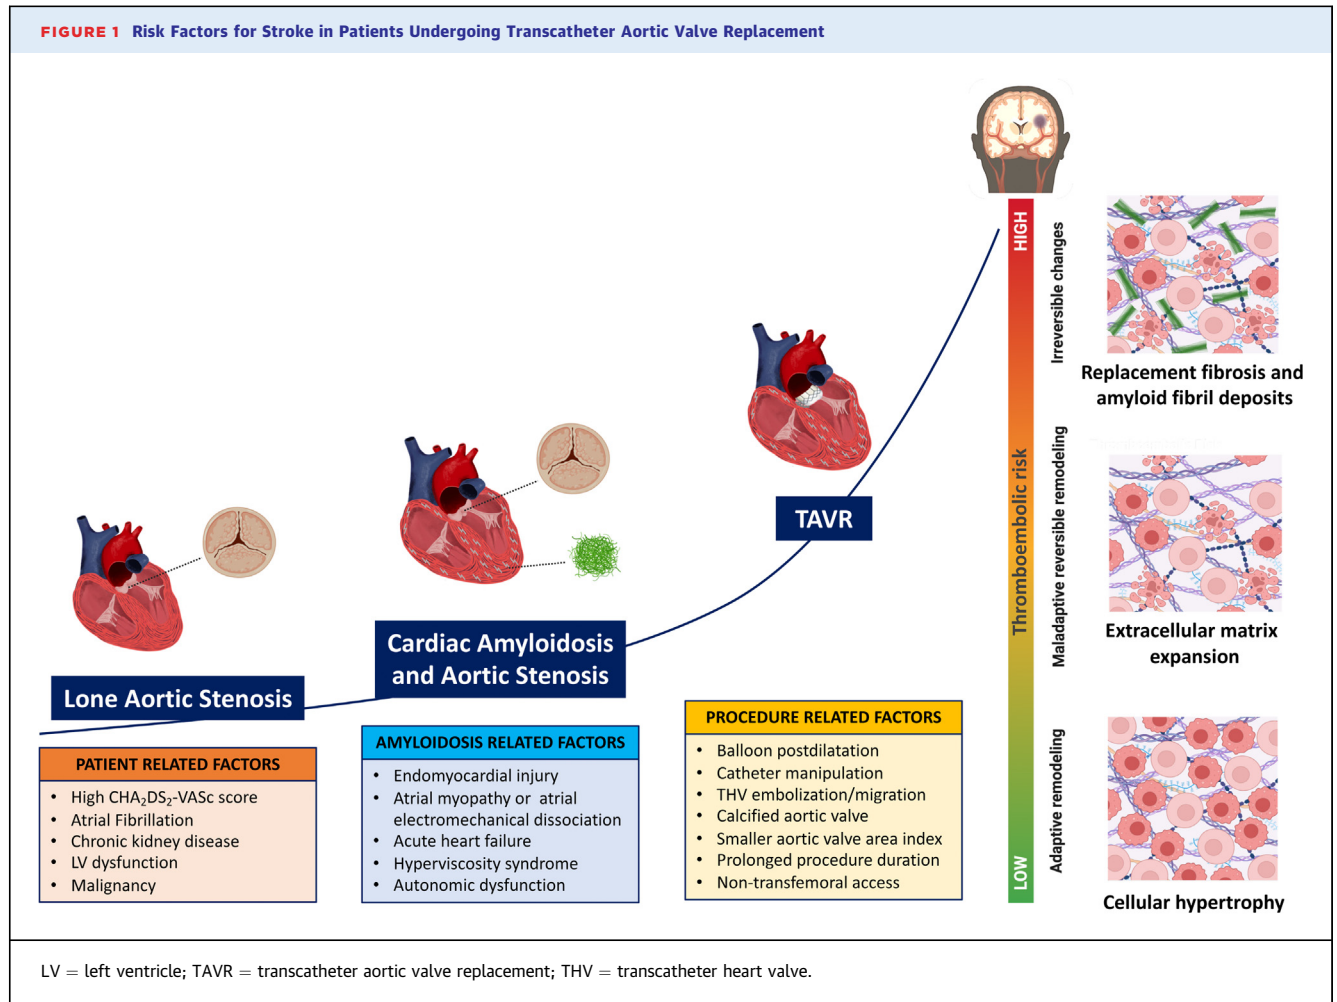 FIGURE 1 Risk Factors for Stroke in Patients Undergoing Transcatheter Aortic Valve Replacement
HIGH
Irreversible changes
Replacement fibrosis and
amyloid fibril deposits
Thromboembolic risk
Maladaptive reversible remodeling
Extracellular matrix
expansion
LOW
Adaptive remodeling
Cellular hypertrophy
Lone Aortic Stenosis
Cardiac Amyloidosis
and Aortic Stenosis
TAVR
PATIENT RELATED FACTORS
• High CHA₂DS₂-VASc score
• Atrial Fibrillation
• Chronic kidney disease
• LV dysfunction
• Malignancy
AMYLOIDOSIS RELATED FACTORS
• Endomyocardial injury
• Atrial myopathy or atrial
electromechanical dissociation
• Acute heart failure
• Hyperviscosity syndrome
• Autonomic dysfunction
PROCEDURE RELATED FACTORS
• Balloon postdilatation
• Catheter manipulation
• THV embolization/migration
• Calcified aortic valve
• Smaller aortic valve area index
• Prolonged procedure duration
• Non-transfemoral access
LV = left ventricle; TAVR = transcatheter aortic valve replacement; THV = transcatheter heart valve.